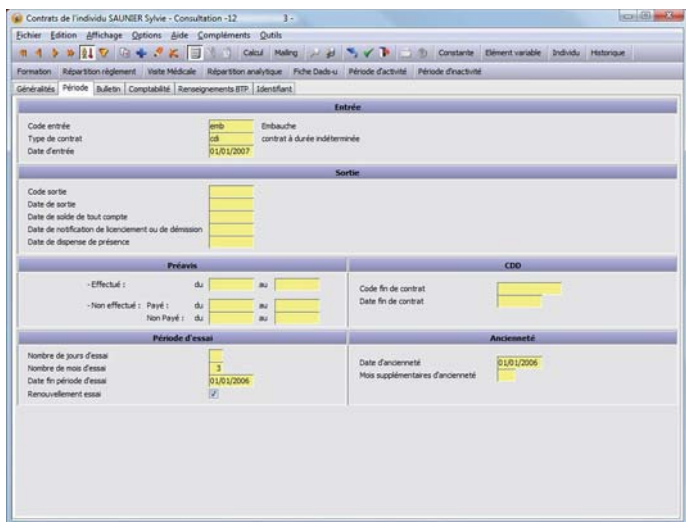 Contrats de l'individu SAUNIER Sylvie - Consultation -12 3 -
Fichier Edition Affichage Options Aide Compléments Outils
Calcul Mailing Constante Elément variable Individu Historique
Formation Répartition règlement Visite Médicale Répartition analytique Fiche Dads-u Période d'activité Période d'inactivité
Généralités Période Bulletin Comptabilité Renseignements BTP Identifiant
Entrée
Code entrée emb Embauche
Type de contrat cdi contrat à durée indéterminée
Date d'entrée 01/01/2007
Sortie
Code sortie
Date de sortie
Date de solde de tout compte
Date de notification de licenciement ou de démission
Date de dispense de présence
Préavis CDD
- Effectué : du au
Code fin de contrat
Date fin de contrat
- Non effectué : Payé : du au
Non Payé : du au
Période d'essai Ancienneté
Nombre de jours d'essai
Nombre de mois d'essai 3
Date fin période d'essai 01/01/2006
Renouvellement essai
Date d'ancienneté 01/01/2006
Mois supplémentaires d'ancienneté